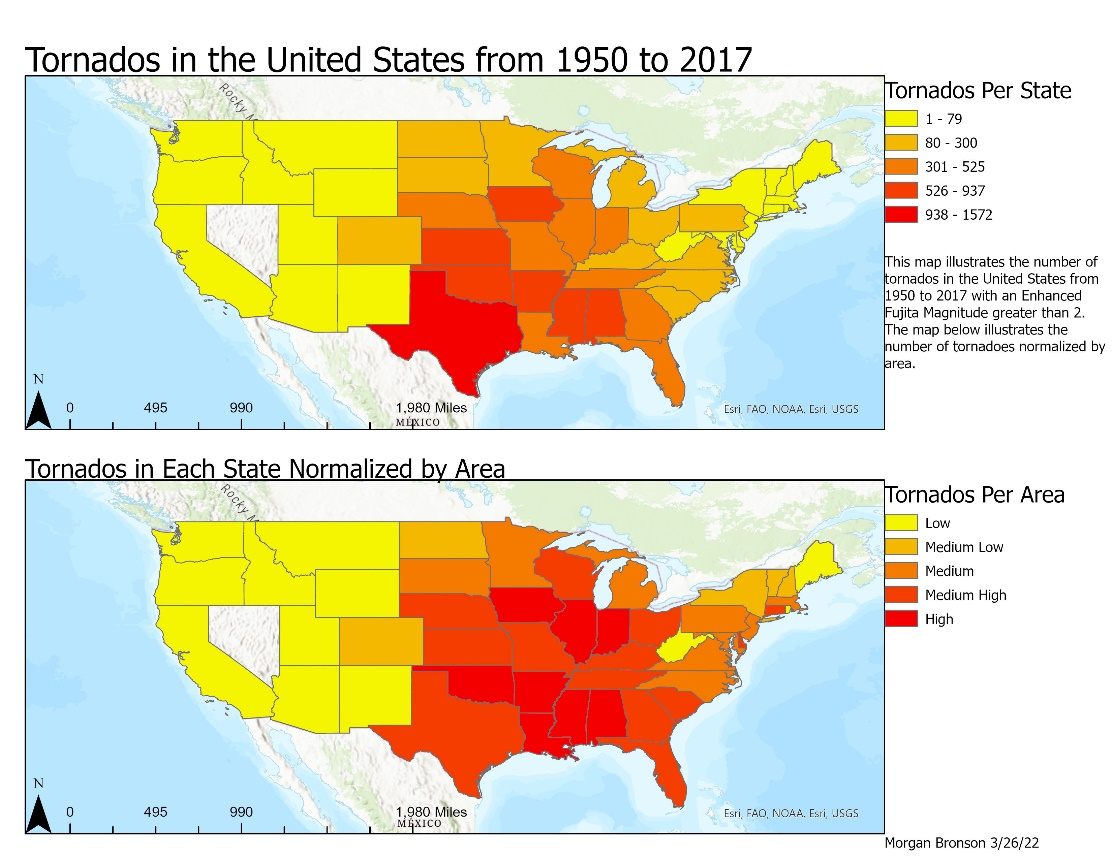 Tornados in the United States from 1950 to 2017
Rocky M
Tornados Per State
1 - 79
80 - 300
301 - 525
526 - 937
938 - 1572
This map illustrates the number of
tornados in the United States from
1950 to 2017 with an Enhanced
Fujita Magnitude greater than 2.
The map below illustrates the
number of tornadoes normalized by
area.
N
0 495 990 1,980 Miles
MÉXICO
Esri, FAO, NOAA, Esri, USGS
Tornados in Each State Normalized by Area
Rocky M
Tornados Per Area
Low
Medium Low
Medium
Medium High
High
N
0 495 990 1,980 Miles
MÉXICO
Esri, FAO, NOAA, Esri, USGS
Morgan Bronson 3/26/22